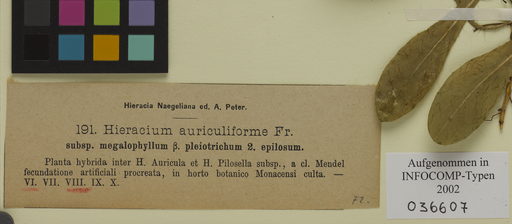 Hieracia Naegeliana ed. A. Peter.
191. Hieracium auriculiforme Fr.
subsp. megalophyllum β. pleiotrichum 2. epilosum.
Planta hybrida inter H. Auricula et H. Pilosella subsp., a cl. Mendel
fecundatione artificiali procreata, in horto botanico Monacensi culta. —
VI. VII. VIII. IX. X.
72.
Aufgenommen in
INFOCOMP-Typen
2002
036607